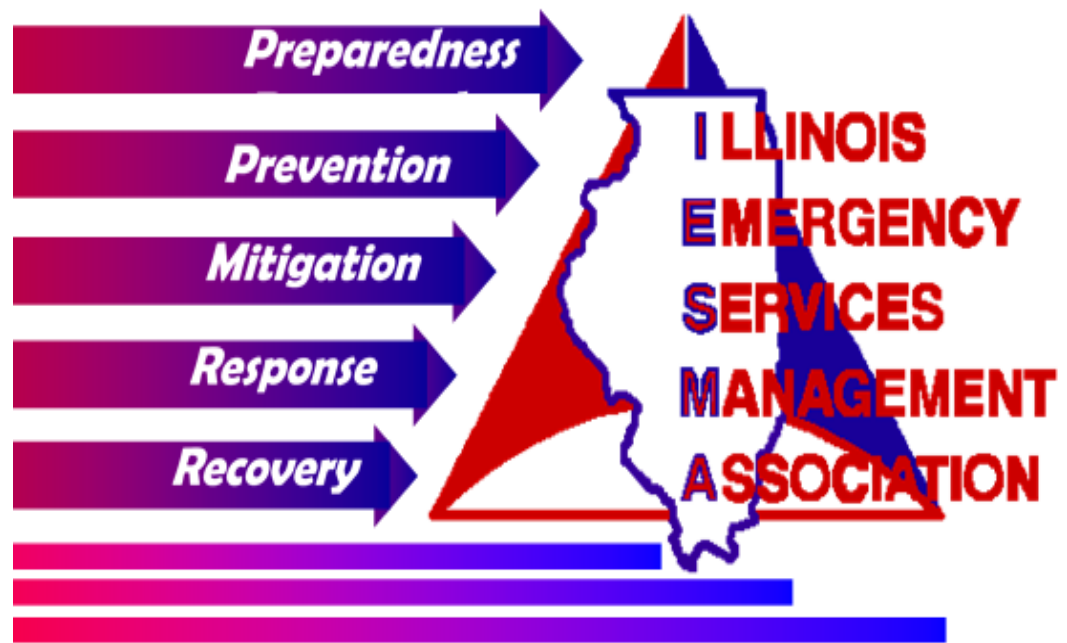 Preparedness
Prevention
Mitigation
Response
Recovery
ILLINOIS
EMERGENCY
SERVICES
MANAGEMENT
ASSOCIATION